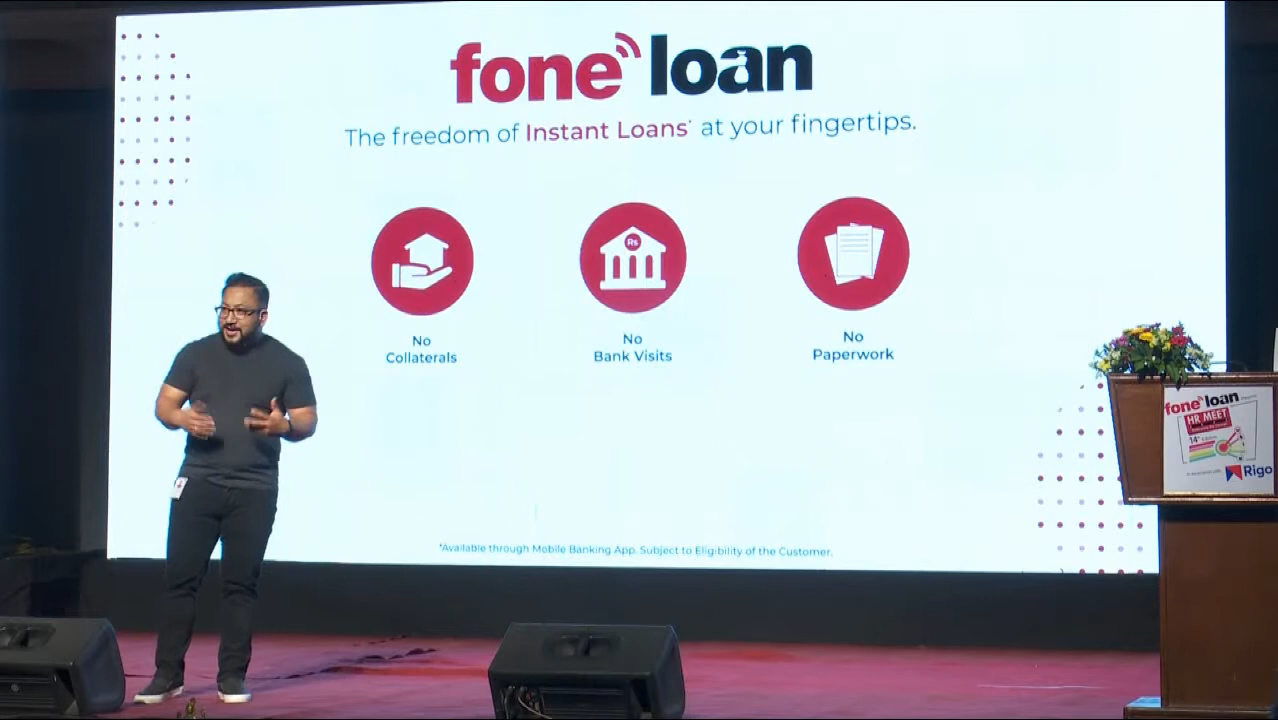 fone loan
The freedom of Instant Loans* at your fingertips.
Rs
No
Collaterals
No
Bank Visits
No
Paperwork
*Available through Mobile Banking App. Subject to Eligibility of the Customer.
fone loan
HR MEET
14th
Rigo